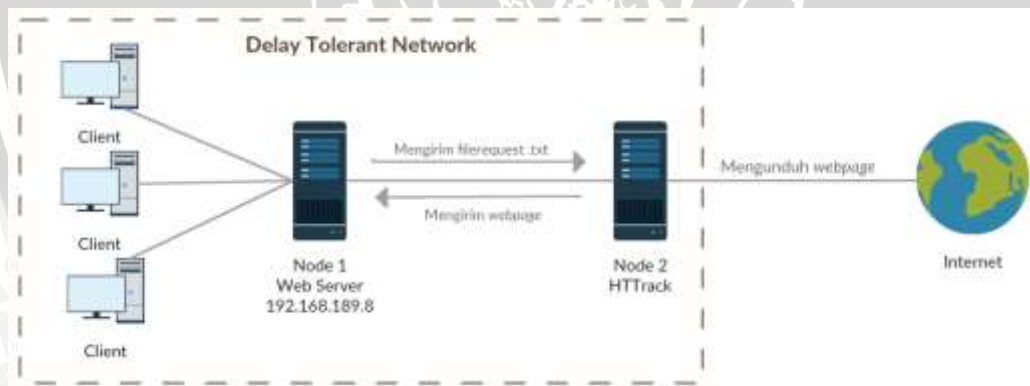 Delay Tolerant Network
Client
Client
Client
Node 1
Web Server
192.168.189.8
Mengirim filerequest .txt
Mengirim webpage
Node 2
HTTrack
Mengunduh webpage
Internet